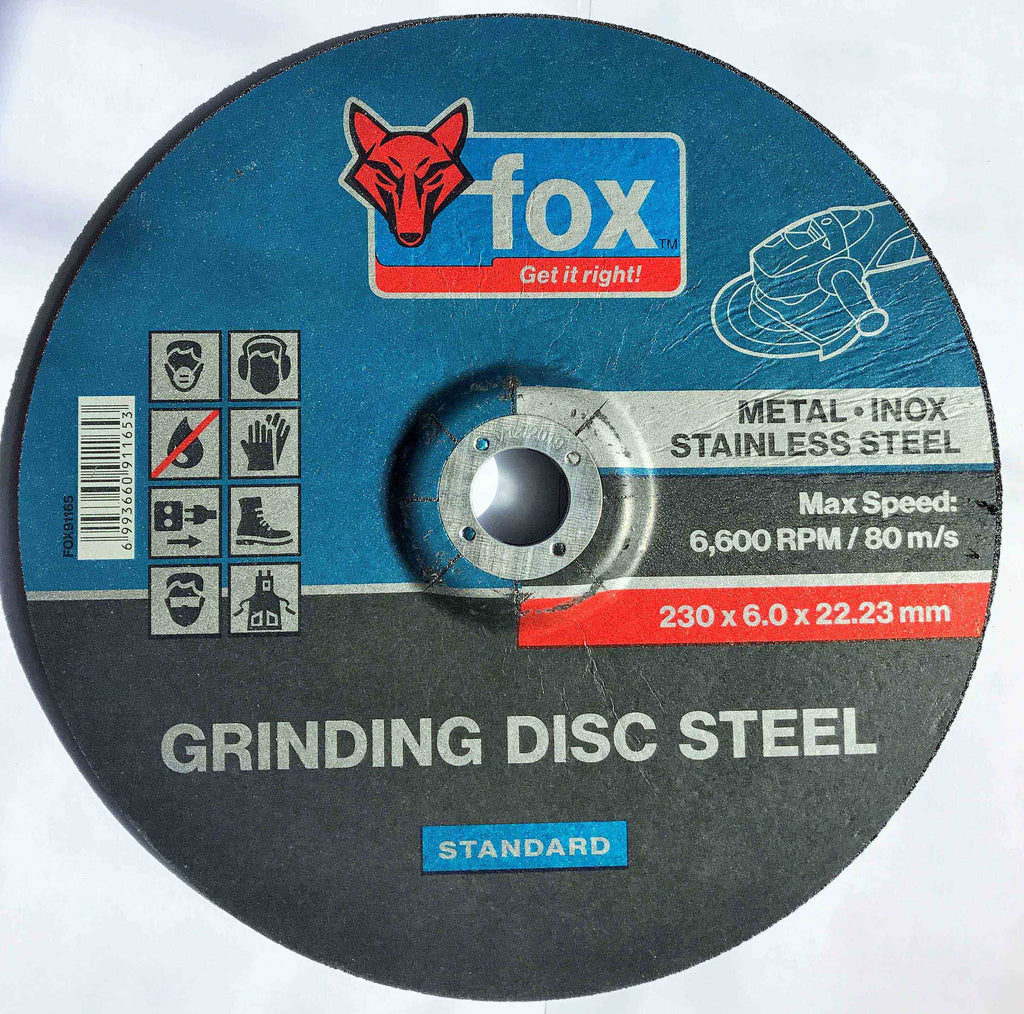 fox
TM
Get it right!
METAL • INOX
STAINLESS STEEL
Max Speed:
6,600 RPM / 80 m/s
230 x 6.0 x 22.23 mm
FOX91165
6 993660 911653
GRINDING DISC STEEL
STANDARD